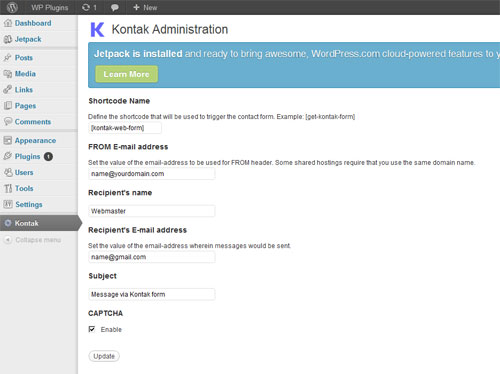 WP Plugins 1 + New
Dashboard
Jetpack
Posts
Media
Links
Pages
Comments
Appearance
Plugins 1
Users
Tools
Settings
Kontak
Collapse menu
K Kontak Administration
Jetpack is installed and ready to bring awesome, WordPress.com cloud-powered features to y
Learn More
Shortcode Name
Define the shortcode that will be used to trigger the contact form. Example: [get-kontak-form]
[kontak-web-form]
FROM E-mail address
Set the value of the email-address to be used for FROM header. Some shared hostings require that you use the same domain name.
name@yourdomain.com
Recipient's name
Webmaster
Recipient's E-mail address
Set the value of the email-address wherein messages would be sent.
name@gmail.com
Subject
Message via Kontak form
CAPTCHA
Enable
Update